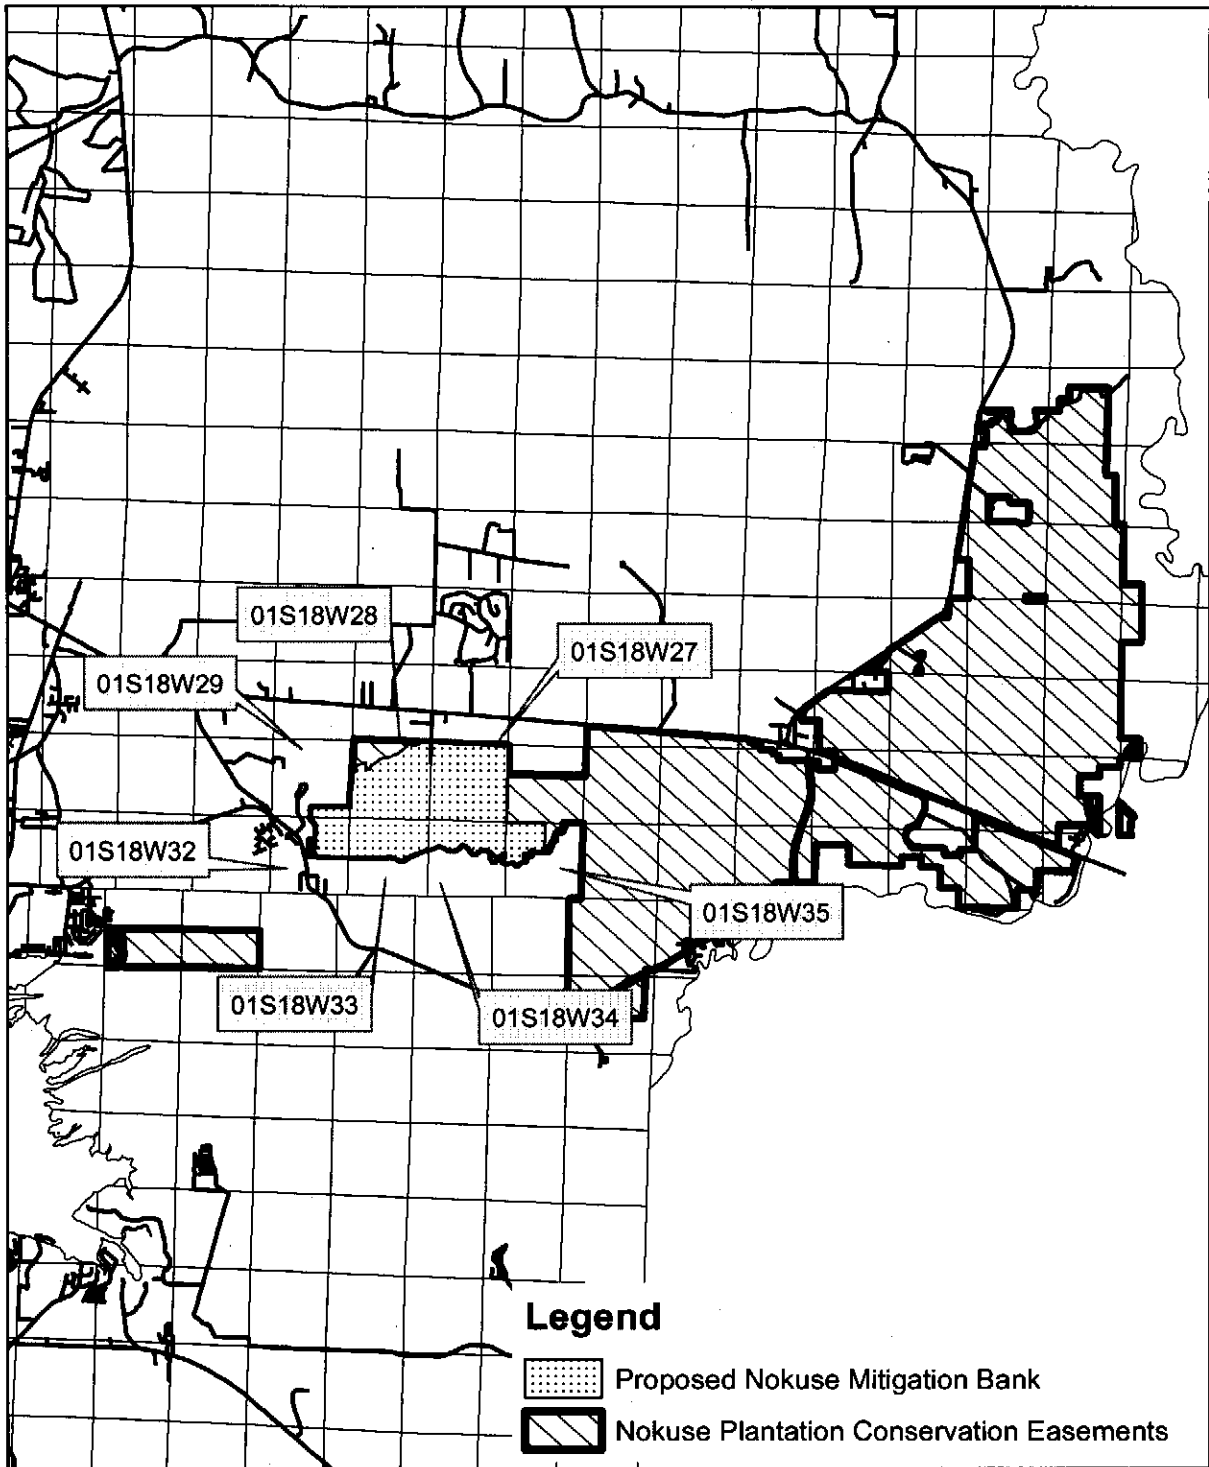 01S18W28
01S18W27
01S18W29
01S18W32
01S18W35
01S18W33
01S18W34
Legend
Proposed Nokuse Mitigation Bank
Nokuse Plantation Conservation Easements